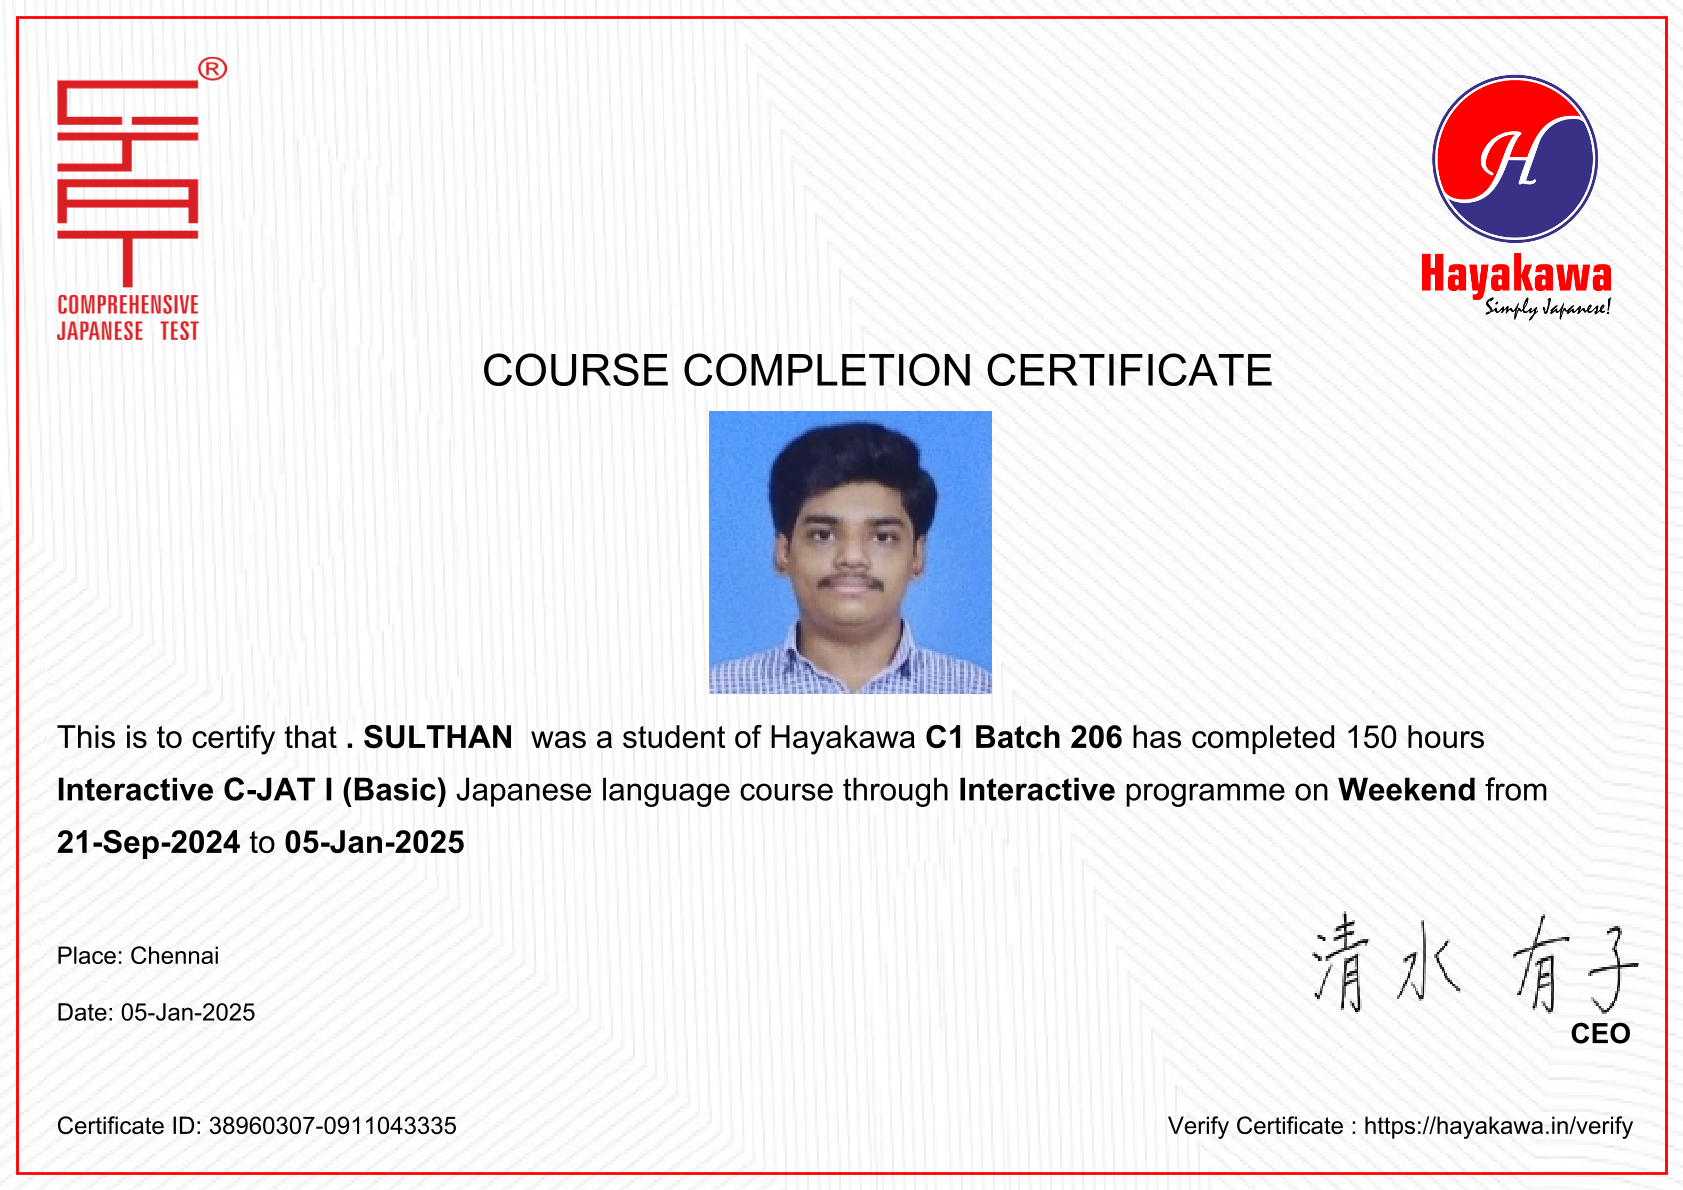 ®
C-JAT
COMPREHENSIVE
JAPANESE TEST
H
Hayakawa
Simply Japanese!
COURSE COMPLETION CERTIFICATE
This is to certify that . SULTHAN was a student of Hayakawa C1 Batch 206 has completed 150 hours
Interactive C-JAT I (Basic) Japanese language course through Interactive programme on Weekend from
21-Sep-2024 to 05-Jan-2025
Place: Chennai
Date: 05-Jan-2025
清水 有子
CEO
Certificate ID: 38960307-0911043335
Verify Certificate : https://hayakawa.in/verify